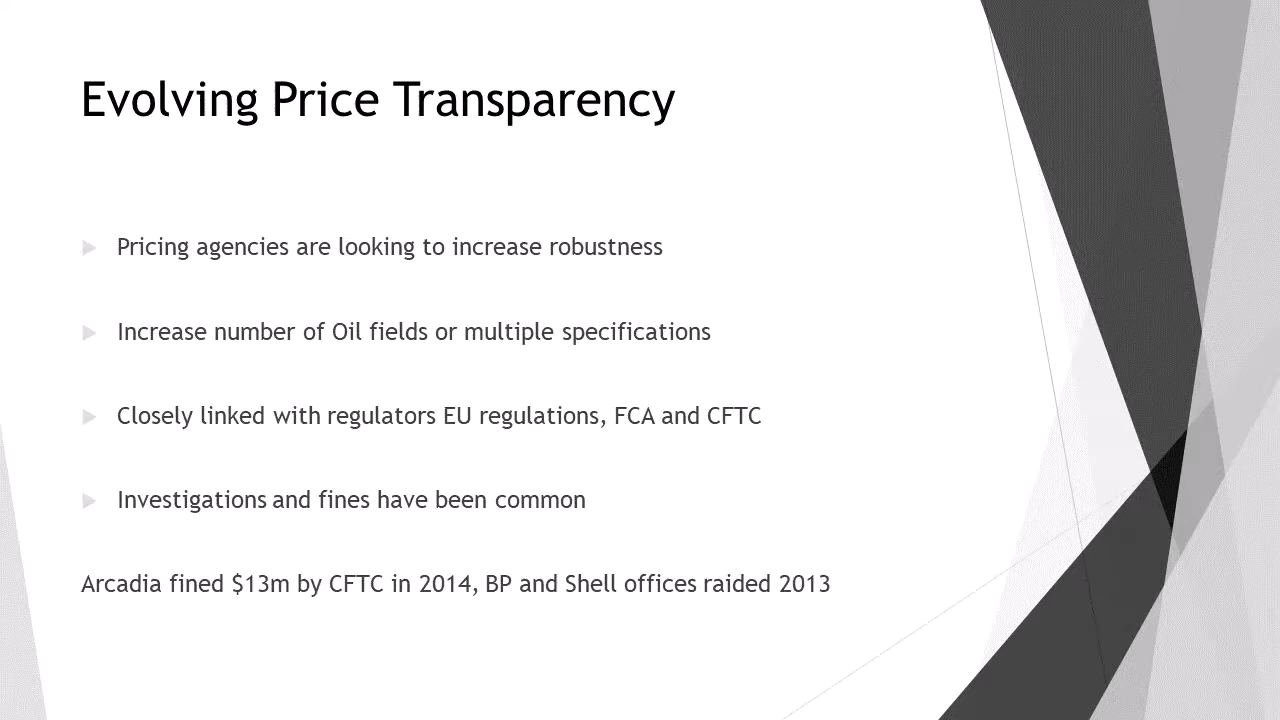 Evolving Price Transparency
Pricing agencies are looking to increase robustness
Increase number of Oil fields or multiple specifications
Closely linked with regulators EU regulations, FCA and CFTC
Investigations and fines have been common
Arcadia fined $13m by CFTC in 2014, BP and Shell offices raided 2013